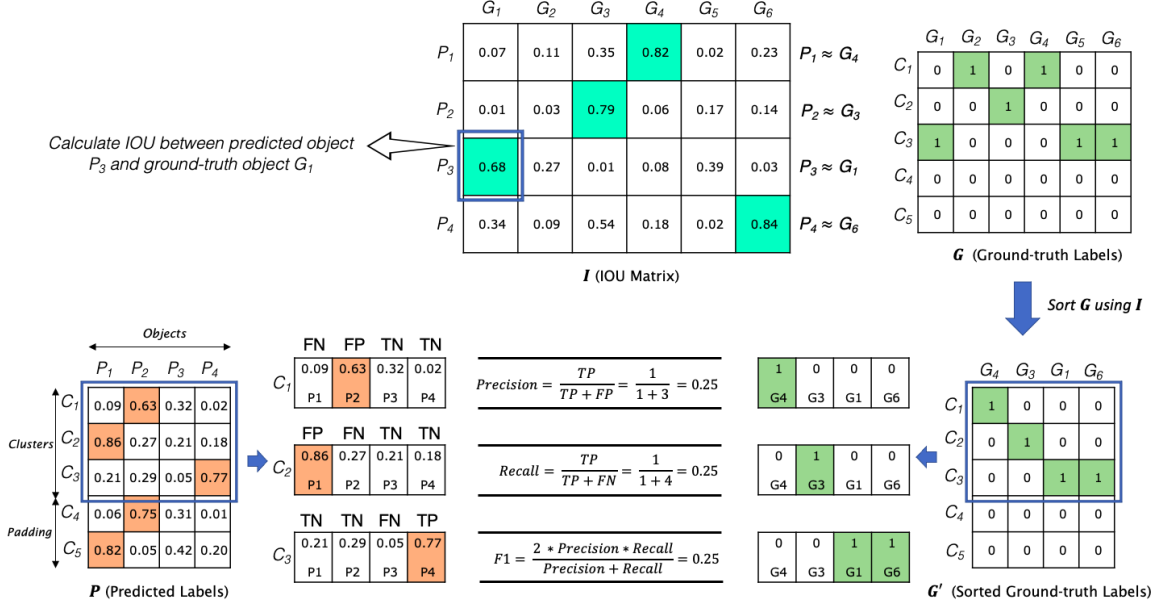 G1 G2 G3 G4 G5 G6
P1 0.07 0.11 0.35 0.82 0.02 0.23 P1 ≈ G4
P2 0.01 0.03 0.79 0.06 0.17 0.14 P2 ≈ G3
P3 0.68 0.27 0.01 0.08 0.39 0.03 P3 ≈ G1
P4 0.34 0.09 0.54 0.18 0.02 0.84 P4 ≈ G6
I (IOU Matrix)
Calculate IOU between predicted object
P3 and ground-truth object G1
G1 G2 G3 G4 G5 G6
C1 0 1 0 1 0 0
C2 0 0 1 0 0 0
C3 1 0 0 0 1 1
C4 0 0 0 0 0 0
C5 0 0 0 0 0 0
G (Ground-truth Labels)
Sort G using I
Objects
P1 P2 P3 P4
C1 0.09 0.63 0.32 0.02
C2 0.86 0.27 0.21 0.18
C3 0.21 0.29 0.05 0.77
C4 0.06 0.75 0.31 0.01
C5 0.82 0.05 0.42 0.20
Clusters
Padding
P (Predicted Labels)
FN FP TN TN
C1 0.09 0.63 0.32 0.02
P1 P2 P3 P4
FP FN TN TN
C2 0.86 0.27 0.21 0.18
P1 P2 P3 P4
TN TN FN TP
C3 0.21 0.29 0.05 0.77
P1 P2 P3 P4
Precision = TP / (TP + FP) = 1 / (1 + 3) = 0.25
Recall = TP / (TP + FN) = 1 / (1 + 4) = 0.25
F1 = (2 * Precision * Recall) / (Precision + Recall) = 0.25
1 0 0 0
G4 G3 G1 G6
0 1 0 0
G4 G3 G1 G6
0 0 1 1
G4 G3 G1 G6
G4 G3 G1 G6
C1 1 0 0 0
C2 0 1 0 0
C3 0 0 1 1
C4 0 0 0 0
C5 0 0 0 0
G′ (Sorted Ground-truth Labels)